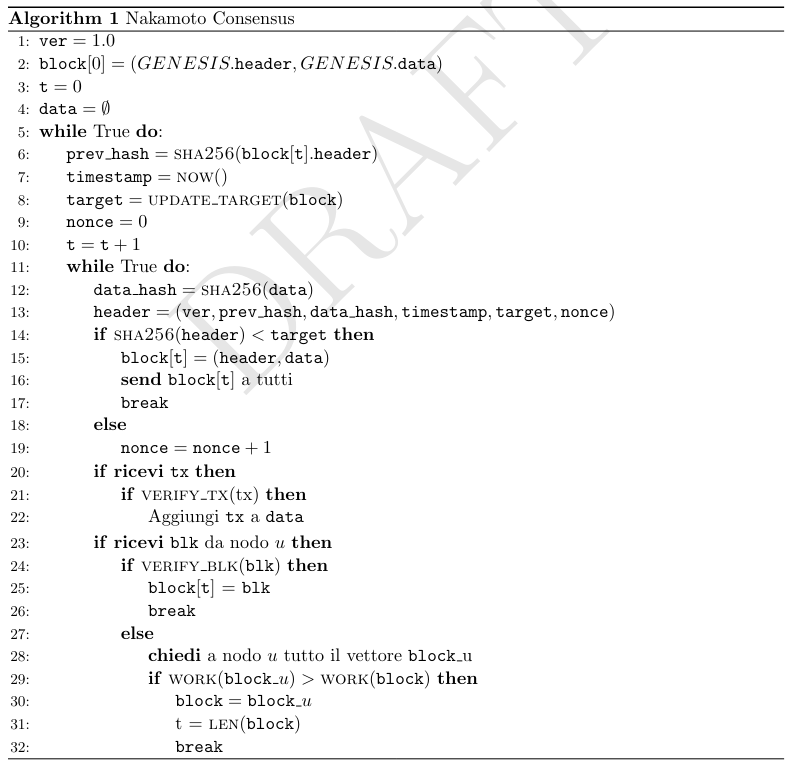 Algorithm 1 Nakamoto Consensus
1: ver = 1.0
2: block[0] = (GENESIS.header, GENESIS.data)
3: t = 0
4: data = ∅
5: while True do:
6: prev_hash = SHA256(block[t].header)
7: timestamp = NOW()
8: target = UPDATE_TARGET(block)
9: nonce = 0
10: t = t + 1
11: while True do:
12: data_hash = SHA256(data)
13: header = (ver, prev_hash, data_hash, timestamp, target, nonce)
14: if SHA256(header) < target then
15: block[t] = (header, data)
16: send block[t] a tutti
17: break
18: else
19: nonce = nonce + 1
20: if ricevi tx then
21: if VERIFY_TX(tx) then
22: Aggiungi tx a data
23: if ricevi blk da nodo u then
24: if VERIFY_BLK(blk) then
25: block[t] = blk
26: break
27: else
28: chiedi a nodo u tutto il vettore block_u
29: if WORK(block_u) > WORK(block) then
30: block = block_u
31: t = LEN(block)
32: break
DRAFT